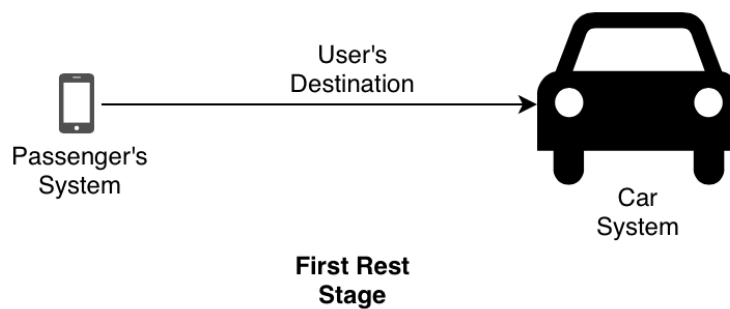 User's
Destination
Passenger's
System
Car
System
First Rest
Stage